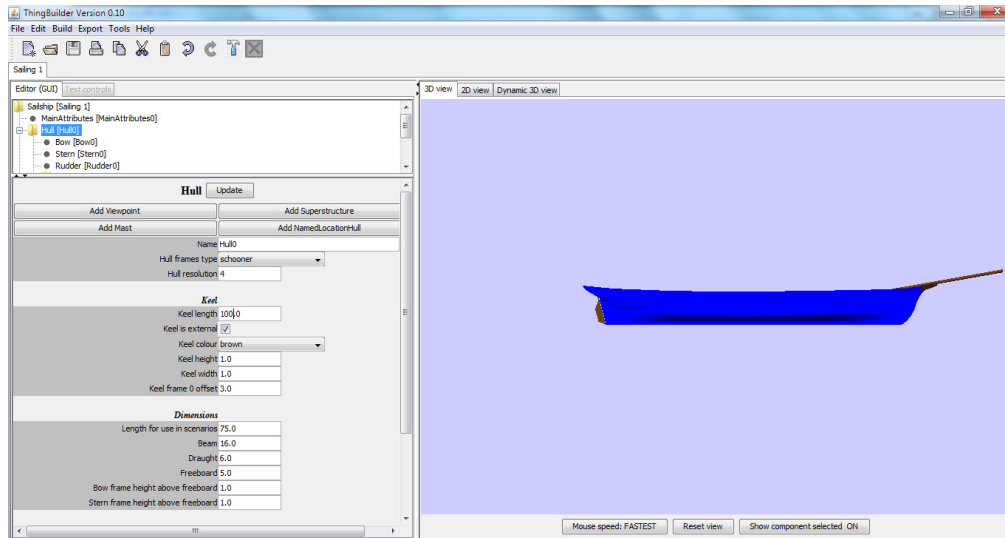 ThingBuilder Version 0.10
File Edit Build Export Tools Help
Sailing 1
Editor (GUI) Test controls
Sailship [Sailing 1]
MainAttributes [MainAttributes0]
Hull [Hull0]
Bow [Bow0]
Stern [Stern0]
Rudder [Rudder0]
Hull Update
Add Viewpoint Add Superstructure
Add Mast Add NamedLocationHull
Name Hull0
Hull frames type schooner
Hull resolution 4
Keel
Keel length 100.0
Keel is external
Keel colour brown
Keel height 1.0
Keel width 1.0
Keel frame 0 offset 3.0
Dimensions
Length for use in scenarios 75.0
Beam 16.0
Draught 6.0
Freeboard 5.0
Bow frame height above freeboard 1.0
Stern frame height above freeboard 1.0
3D view 2D view Dynamic 3D view
Mouse speed: FASTEST Reset view Show component selected ON